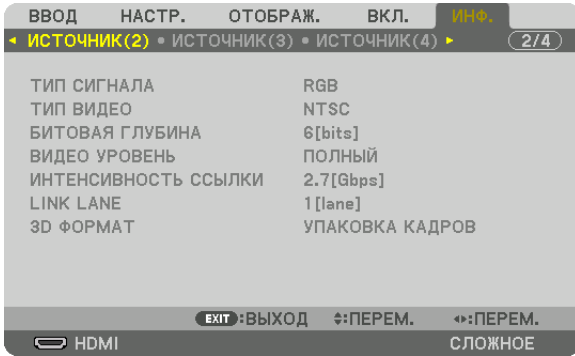 ВВОД НАСТР. ОТОБРАЖ. ВКЛ. ИНФ.
ИСТОЧНИК(2) • ИСТОЧНИК(3) • ИСТОЧНИК(4) 2/4
ТИП СИГНАЛА RGB
ТИП ВИДЕО NTSC
БИТОВАЯ ГЛУБИНА 6[bits]
ВИДЕО УРОВЕНЬ ПОЛНЫЙ
ИНТЕНСИВНОСТЬ ССЫЛКИ 2.7[Gbps]
LINK LANE 1[lane]
3D ФОРМАТ УПАКОВКА КАДРОВ
EXIT :ВЫХОД :ПЕРЕМ. :ПЕРЕМ.
HDMI СЛОЖНОЕ